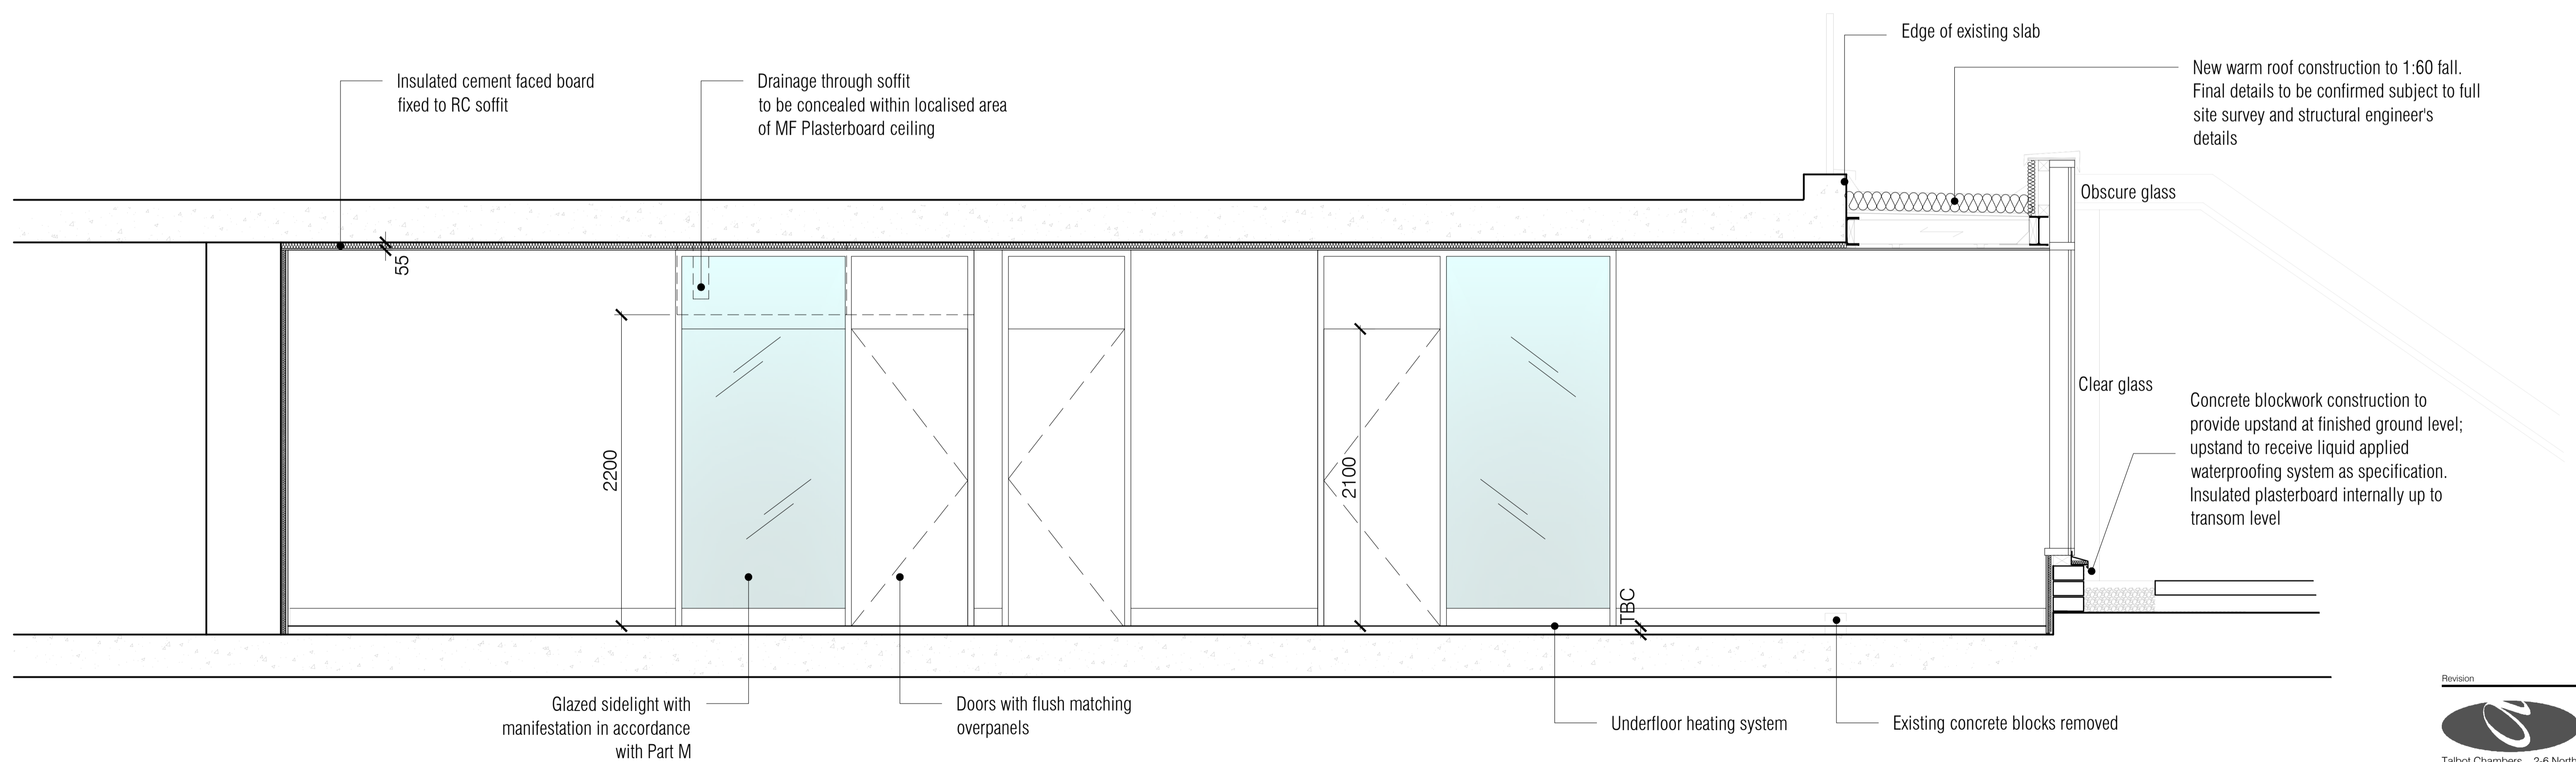 Edge of existing slab
Insulated cement faced board
fixed to RC soffit
Drainage through soffit
to be concealed within localised area
of MF Plasterboard ceiling
New warm roof construction to 1:60 fall.
Final details to be confirmed subject to full
site survey and structural engineer's
details
Obscure glass
55
Clear glass
Concrete blockwork construction to
provide upstand at finished ground level;
upstand to receive liquid applied
waterproofing system as specification.
Insulated plasterboard internally up to
transom level
2200
2100
TBC
Glazed sidelight with
manifestation in accordance
with Part M
Doors with flush matching
overpanels
Underfloor heating system
Existing concrete blocks removed
Revision
Talbot Chambers 2-6 North